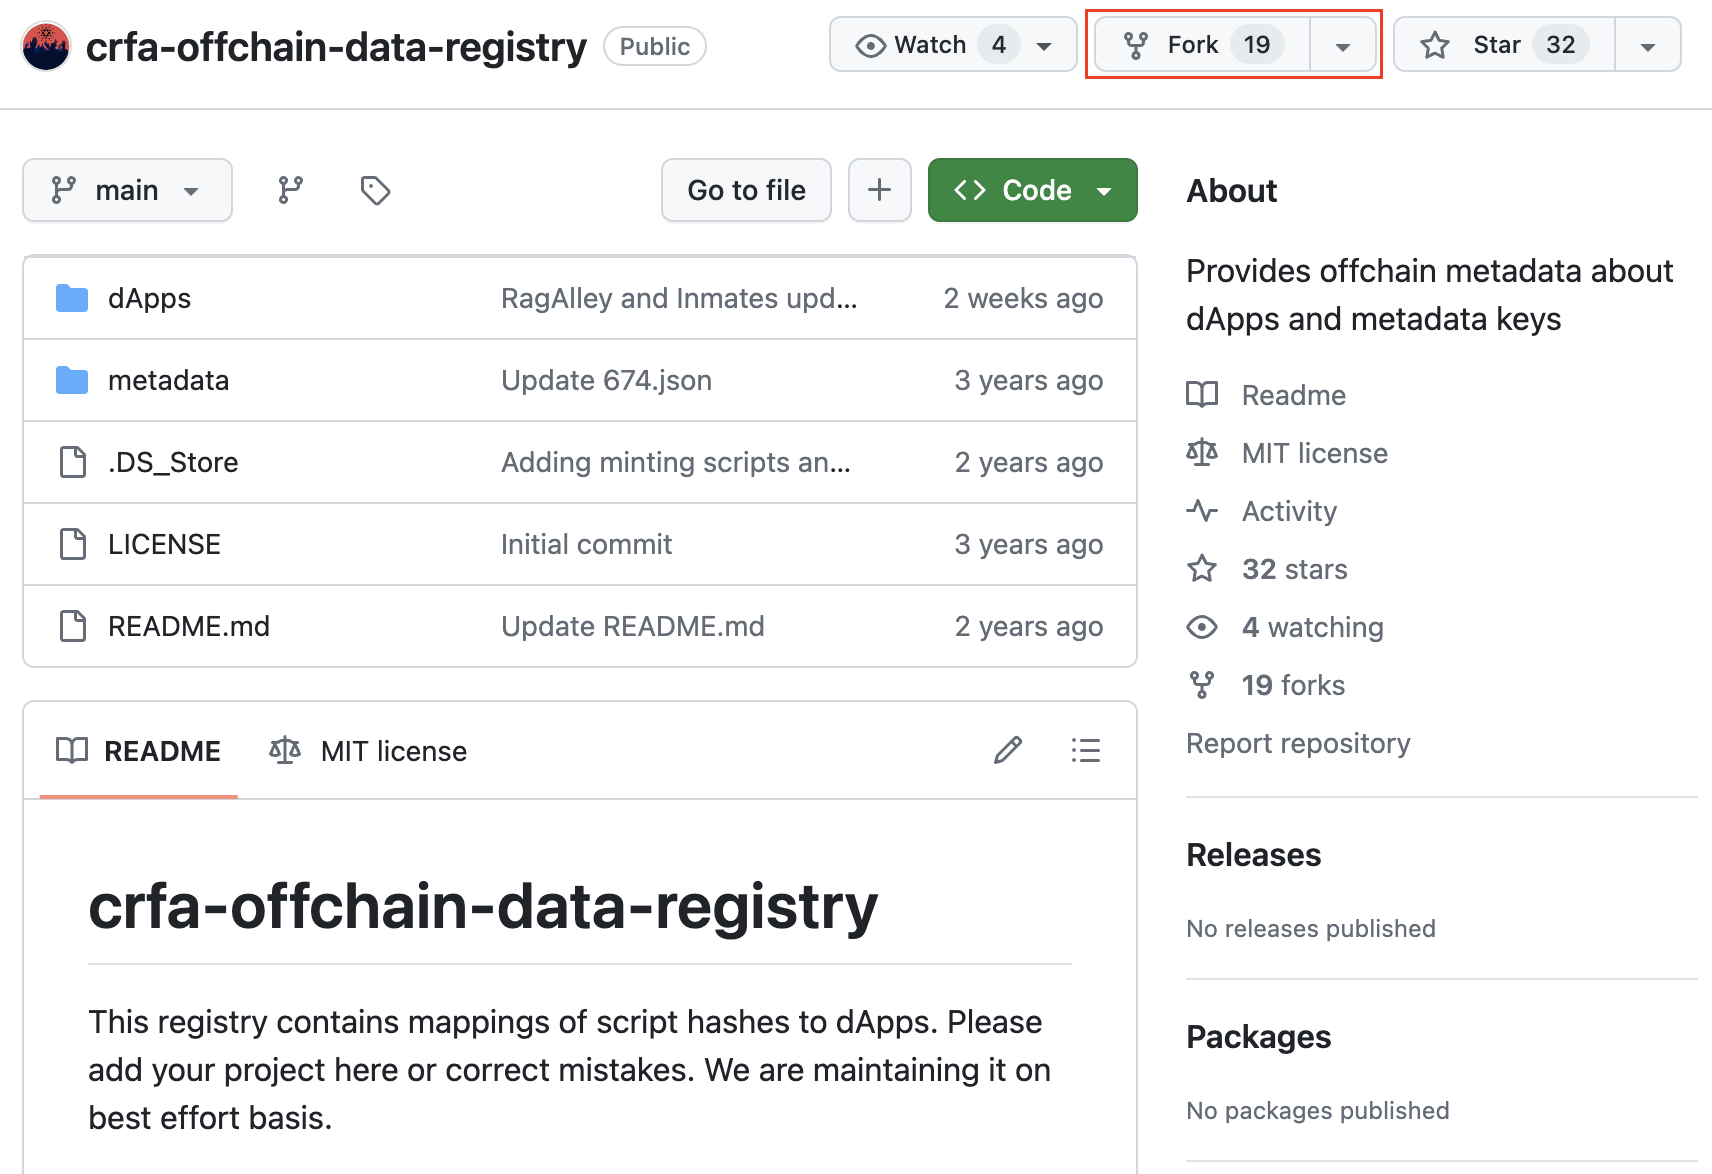 crfa-offchain-data-registry Public Watch 4 Fork 19 Star 32
main Go to file Code
dApps RagAlley and Inmates upd... 2 weeks ago
metadata Update 674.json 3 years ago
.DS_Store Adding minting scripts an... 2 years ago
LICENSE Initial commit 3 years ago
README.md Update README.md 2 years ago
README MIT license
crfa-offchain-data-registry
This registry contains mappings of script hashes to dApps. Please
add your project here or correct mistakes. We are maintaining it on
best effort basis.
About
Provides offchain metadata about
dApps and metadata keys
Readme
MIT license
Activity
32 stars
4 watching
19 forks
Report repository
Releases
No releases published
Packages
No packages published